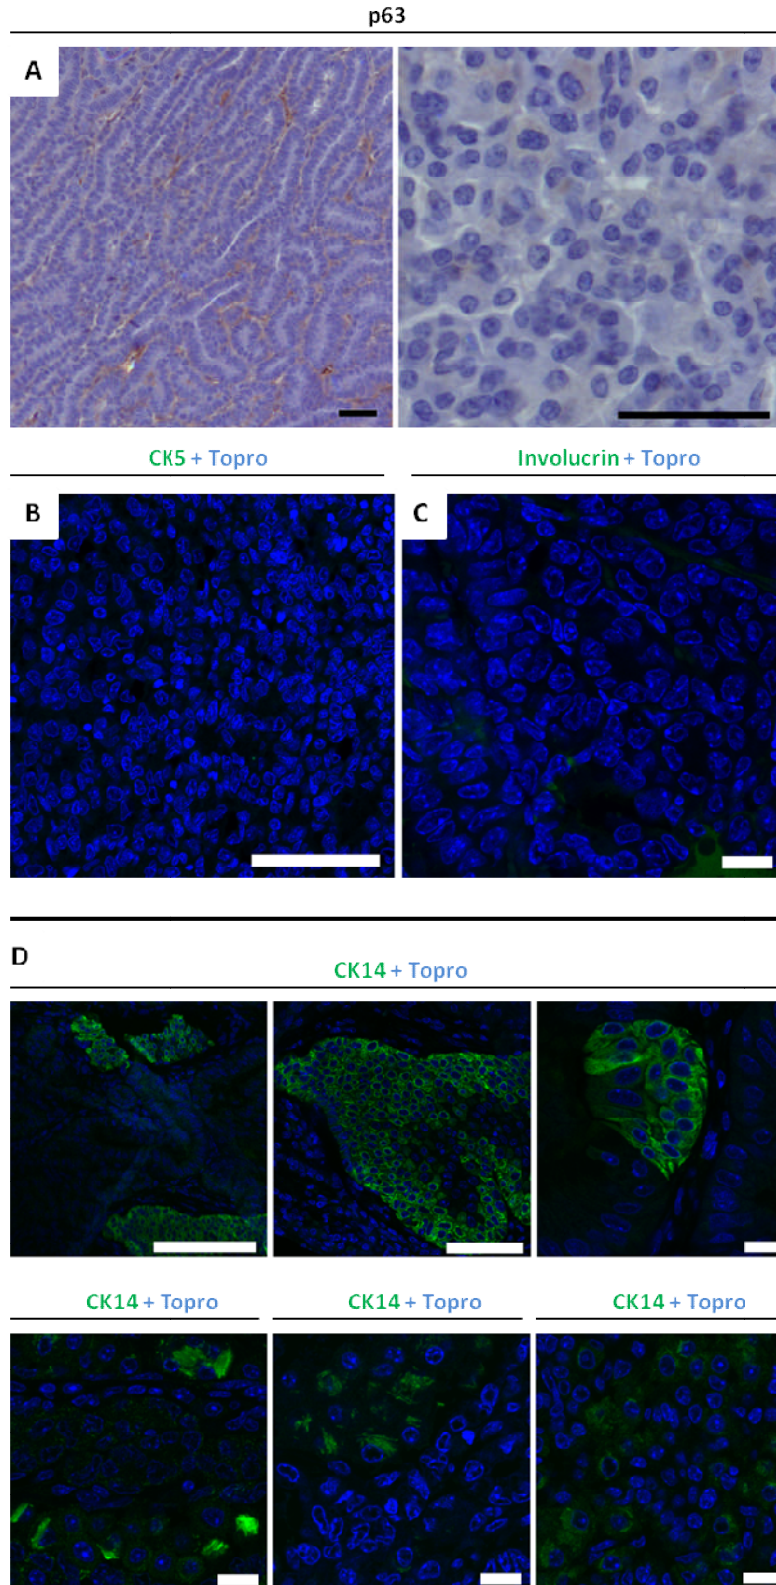 p63
A
CK5 + Topro
Involucrin + Topro
B
C
D
CK14 + Topro
CK14 + Topro
CK14 + Topro
CK14 + Topro